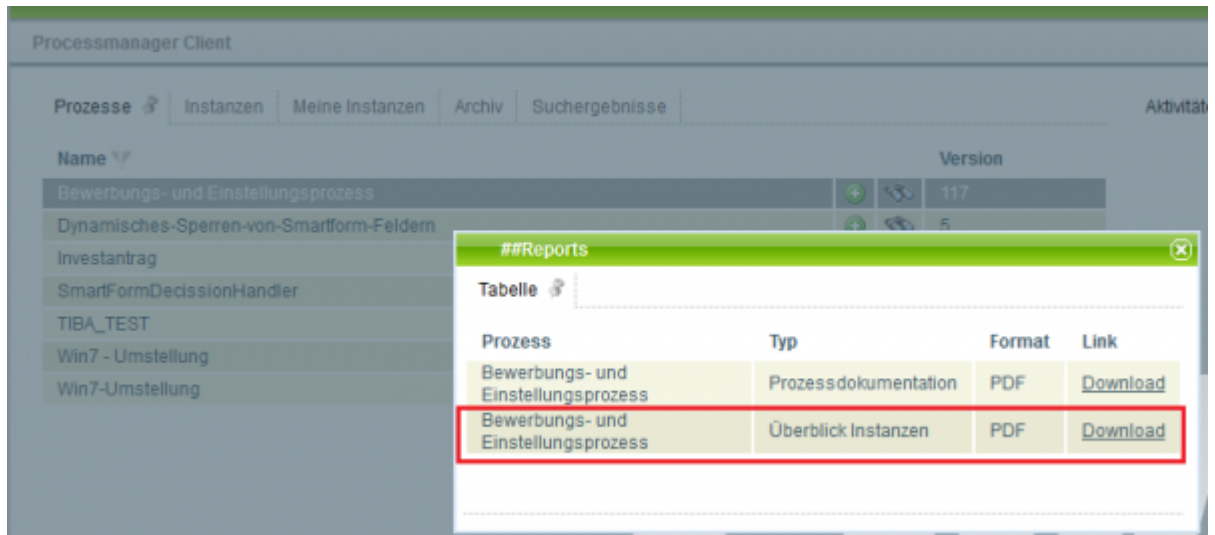 Processmanager Client
Prozesse Instanzen Meine Instanzen Archiv Suchergebnisse Aktivität
Name Version
Bewerbungs- und Einstellungsprozess 117
Dynamisches-Sperren-von-Smartform-Feldern 5
Investantrag
SmartFormDecissionHandler
TIBA_TEST
Win7 - Umstellung
Win7-Umstellung
##Reports
Tabelle
Prozess Typ Format Link
Bewerbungs- und
Einstellungsprozess Prozessdokumentation PDF Download
Bewerbungs- und
Einstellungsprozess Überblick Instanzen PDF Download